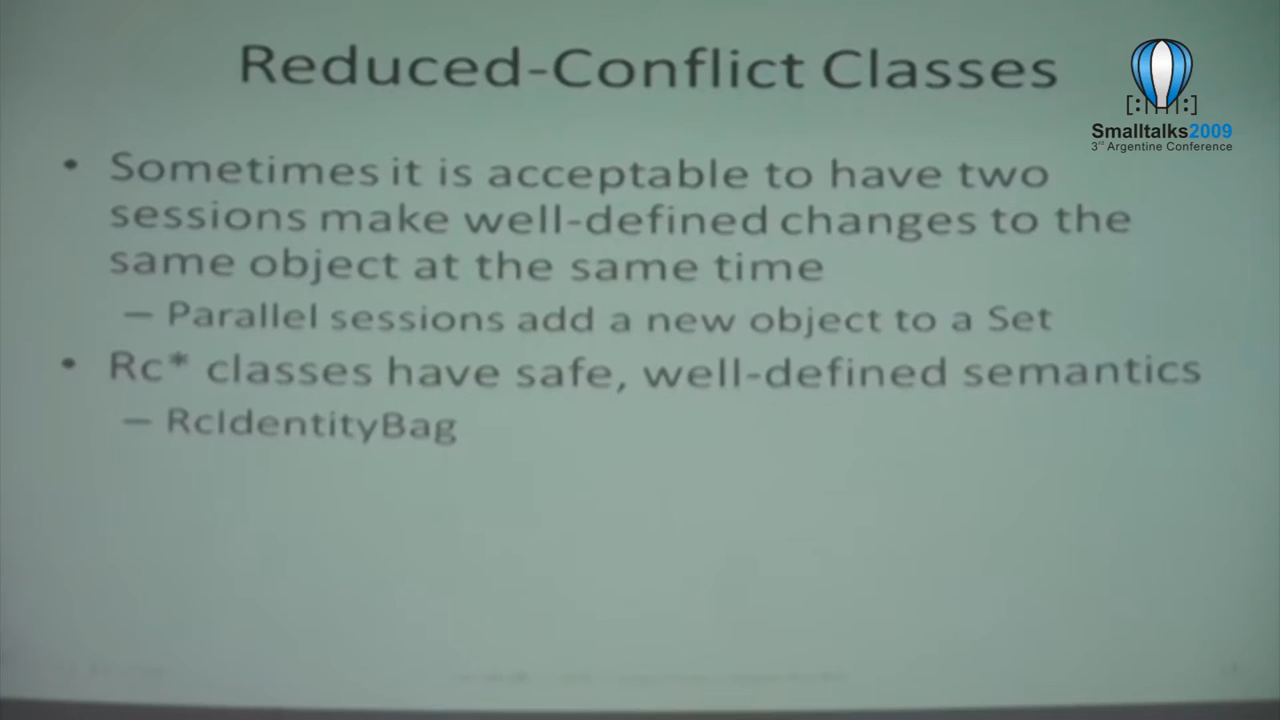 Reduced-Conflict Classes
• Sometimes it is acceptable to have two
sessions make well-defined changes to the
same object at the same time
– Parallel sessions add a new object to a Set
• Rc* classes have safe, well-defined semantics
– RcIdentityBag
[:||||:]
Smalltalks2009
3rd Argentine Conference